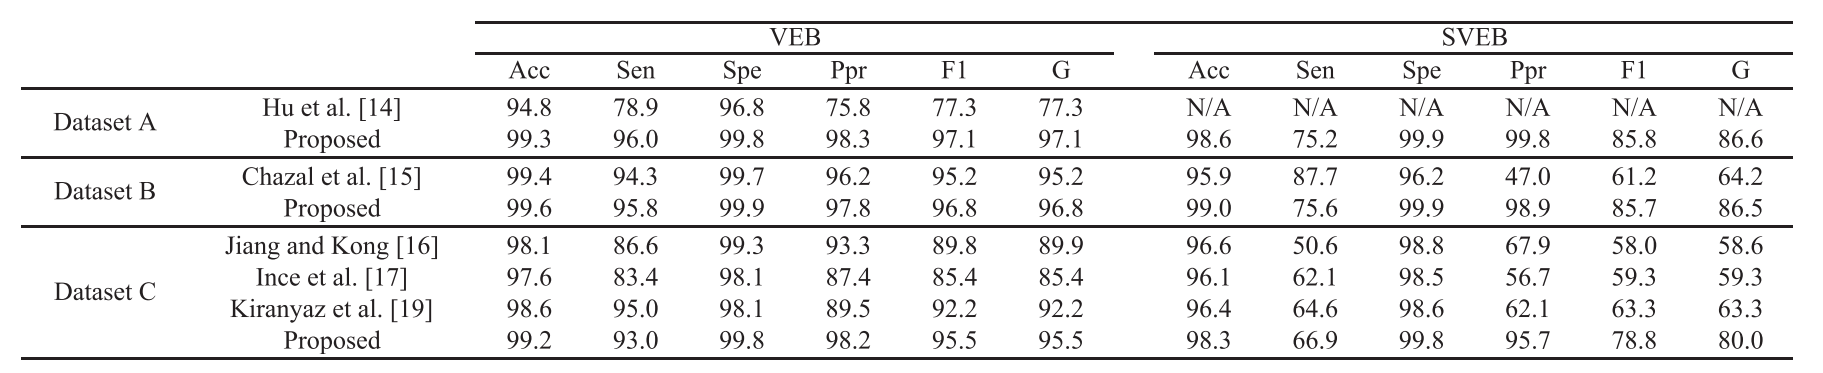 VEB SVEB
Acc Sen Spe Ppr F1 G Acc Sen Spe Ppr F1 G
Dataset A
Hu et al. [14] 94.8 78.9 96.8 75.8 77.3 77.3 N/A N/A N/A N/A N/A N/A
Proposed 99.3 96.0 99.8 98.3 97.1 97.1 98.6 75.2 99.9 99.8 85.8 86.6
Dataset B
Chazal et al. [15] 99.4 94.3 99.7 96.2 95.2 95.2 95.9 87.7 96.2 47.0 61.2 64.2
Proposed 99.6 95.8 99.9 97.8 96.8 96.8 99.0 75.6 99.9 98.9 85.7 86.5
Dataset C
Jiang and Kong [16] 98.1 86.6 99.3 93.3 89.8 89.9 96.6 50.6 98.8 67.9 58.0 58.6
Ince et al. [17] 97.6 83.4 98.1 87.4 85.4 85.4 96.1 62.1 98.5 56.7 59.3 59.3
Kiranyaz et al. [19] 98.6 95.0 98.1 89.5 92.2 92.2 96.4 64.6 98.6 62.1 63.3 63.3
Proposed 99.2 93.0 99.8 98.2 95.5 95.5 98.3 66.9 99.8 95.7 78.8 80.0